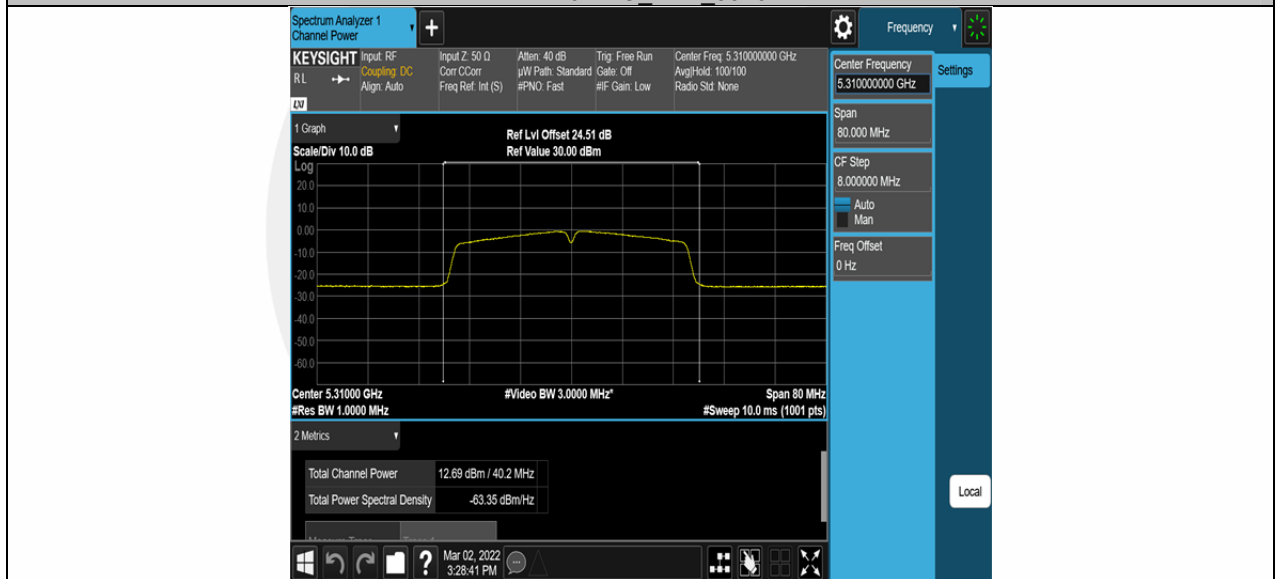 Spectrum Analyzer 1
Channel Power
+
Frequency
KEYSIGHT
RL
LXI
Input: RF
Coupling: DC
Align: Auto
Input Z: 50 Ω
Corr CCorr
Freq Ref: Int (S)
Atten: 40 dB
µW Path: Standard
#PNO: Fast
Trig: Free Run
Gate: Off
#IF Gain: Low
Center Freq: 5.310000000 GHz
Avg|Hold: 100/100
Radio Std: None
Center Frequency
5.310000000 GHz
Settings
Span
80.000 MHz
CF Step
8.000000 MHz
Auto
Man
Freq Offset
0 Hz
Local
1 Graph
Scale/Div 10.0 dB
Ref Lvl Offset 24.51 dB
Ref Value 30.00 dBm
Log
20.0
10.0
0.00
-10.0
-20.0
-30.0
-40.0
-50.0
-60.0
Center 5.31000 GHz
#Video BW 3.0000 MHz*
Span 80 MHz
#Res BW 1.0000 MHz
#Sweep 10.0 ms (1001 pts)
2 Metrics
Total Channel Power 12.69 dBm / 40.2 MHz
Total Power Spectral Density -63.35 dBm/Hz
?
Mar 02, 2022
3:28:41 PM